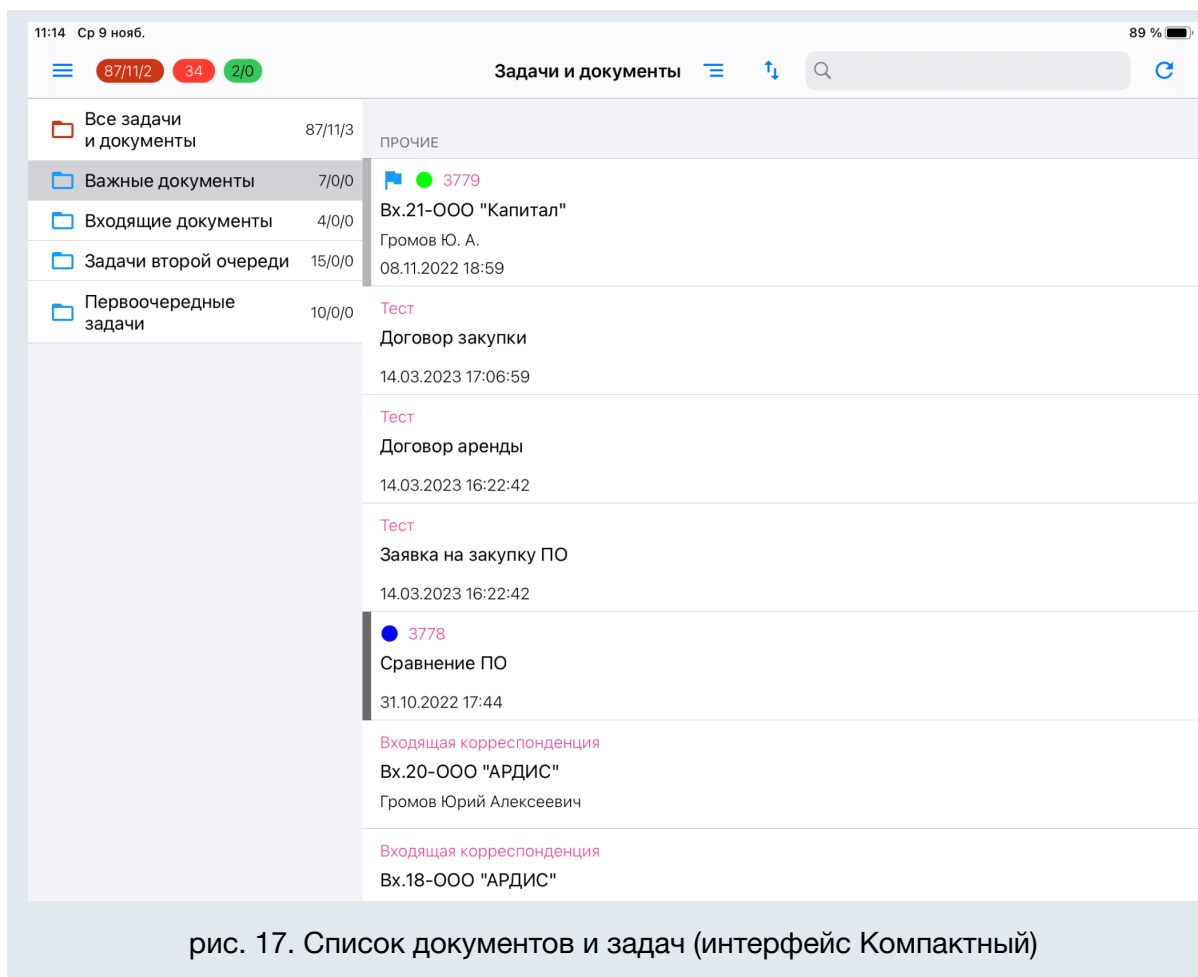 11:14 Ср 9 нояб.
89 %
87/11/2 34 2/0
Задачи и документы
Все задачи
и документы
87/11/3
Важные документы 7/0/0
Входящие документы 4/0/0
Задачи второй очереди 15/0/0
Первоочередные
задачи
10/0/0
ПРОЧИЕ
3779
Вх.21-ООО "Капитал"
Громов Ю. А.
08.11.2022 18:59
Тест
Договор закупки
14.03.2023 17:06:59
Тест
Договор аренды
14.03.2023 16:22:42
Тест
Заявка на закупку ПО
14.03.2023 16:22:42
3778
Сравнение ПО
31.10.2022 17:44
Входящая корреспонденция
Вх.20-ООО "АРДИС"
Громов Юрий Алексеевич
Входящая корреспонденция
Вх.18-ООО "АРДИС"
рис. 17. Список документов и задач (интерфейс Компактный)